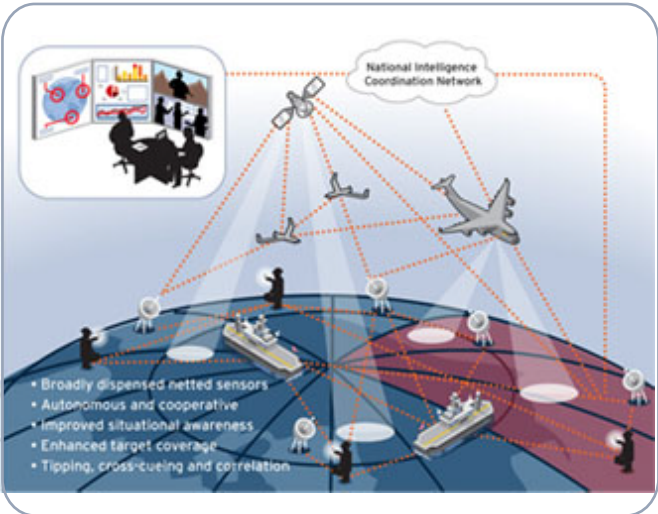 National Intelligence
Coordination Network
• Broadly dispensed netted sensors
• Autonomous and cooperative
• Improved situational awareness
• Enhanced target coverage
• Tipping, cross-cueing and correlation